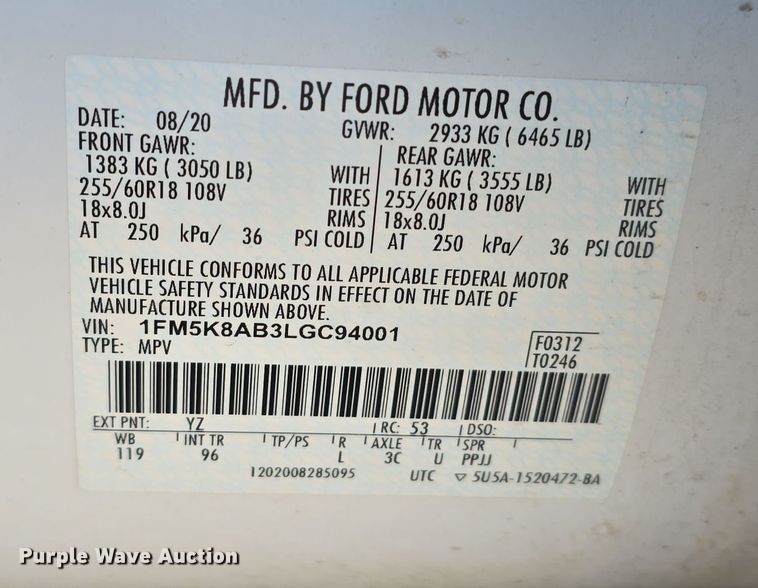 MFD. BY FORD MOTOR CO.
DATE: 08/20 GVWR: 2933 KG ( 6465 LB)
FRONT GAWR: REAR GAWR:
1383 KG ( 3050 LB) WITH 1613 KG ( 3555 LB) WITH
255/60R18 108V TIRES 255/60R18 108V TIRES
18x8.0J RIMS 18x8.0J RIMS
AT 250 kPa/ 36 PSI COLD AT 250 kPa/ 36 PSI COLD
THIS VEHICLE CONFORMS TO ALL APPLICABLE FEDERAL MOTOR
VEHICLE SAFETY STANDARDS IN EFFECT ON THE DATE OF
MANUFACTURE SHOWN ABOVE.
VIN: 1FM5K8AB3LGC94001 F0312
TYPE: MPV T0246
EXT PNT: YZ RC: 53 DSO:
WB INT TR TP/PS R AXLE TR SPR
119 96 L 3C U PPJJ
1202008285095 UTC ▽ 5U5A-1520472-BA
Purple Wave Auction